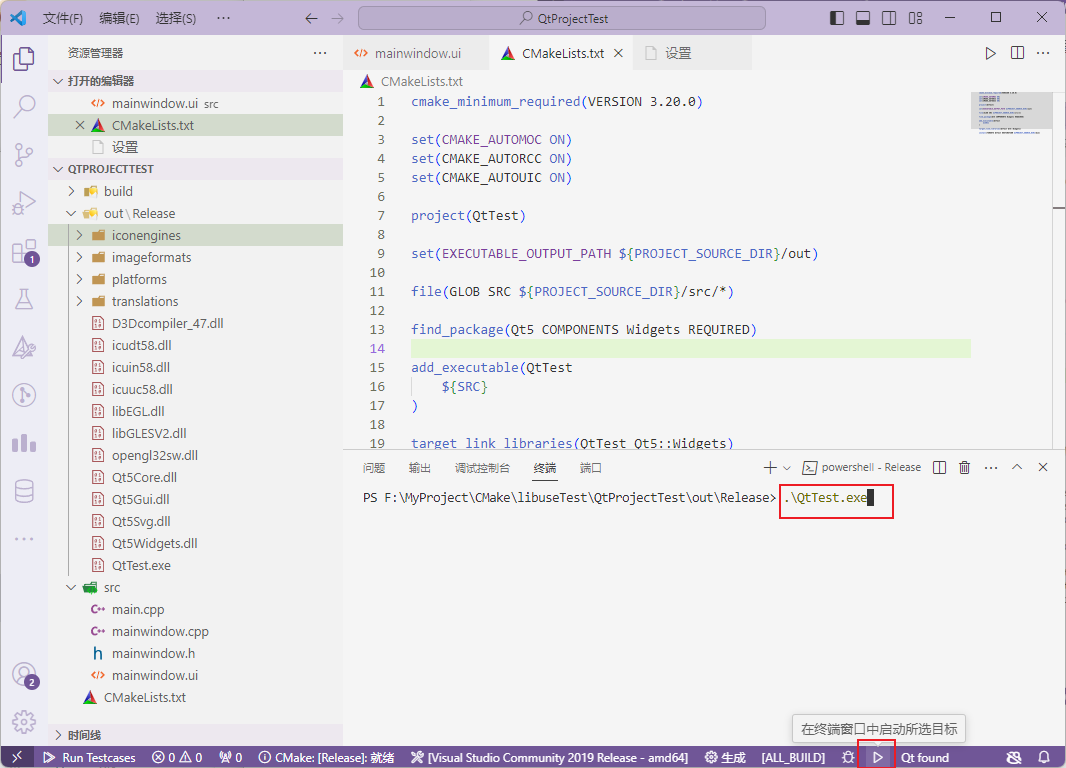 文件(F) 编辑(E) 选择(S) ··· QtProjectTest
资源管理器 ···
打开的编辑器
mainwindow.ui src
CMakeLists.txt
设置
QTPROJECTTEST
build
out\Release
iconengines
imageformats
platforms
translations
D3Dcompiler_47.dll
icudt58.dll
icuin58.dll
icuuc58.dll
libEGL.dll
libGLESV2.dll
opengl32sw.dll
Qt5Core.dll
Qt5Gui.dll
Qt5Svg.dll
Qt5Widgets.dll
QtTest.exe
src
main.cpp
mainwindow.cpp
mainwindow.h
mainwindow.ui
CMakeLists.txt
时间线
1
2
mainwindow.ui CMakeLists.txt 设置
CMakeLists.txt
1 cmake_minimum_required(VERSION 3.20.0)
2
3 set(CMAKE_AUTOMOC ON)
4 set(CMAKE_AUTORCC ON)
5 set(CMAKE_AUTOUIC ON)
6
7 project(QtTest)
8
9 set(EXECUTABLE_OUTPUT_PATH ${PROJECT_SOURCE_DIR}/out)
10
11 file(GLOB SRC ${PROJECT_SOURCE_DIR}/src/*)
12
13 find_package(Qt5 COMPONENTS Widgets REQUIRED)
14
15 add_executable(QtTest
16 ${SRC}
17 )
18
19 target_link_libraries(QtTest Qt5::Widgets)
问题 输出 调试控制台 终端 端口 powershell - Release
PS F:\MyProject\CMake\libuseTest\QtProjectTest\out\Release> .\QtTest.exe
在终端窗口中启动所选目标
Run Testcases 0 0 0 CMake: [Release]: 就绪 [Visual Studio Community 2019 Release - amd64] 生成 [ALL_BUILD] Qt found